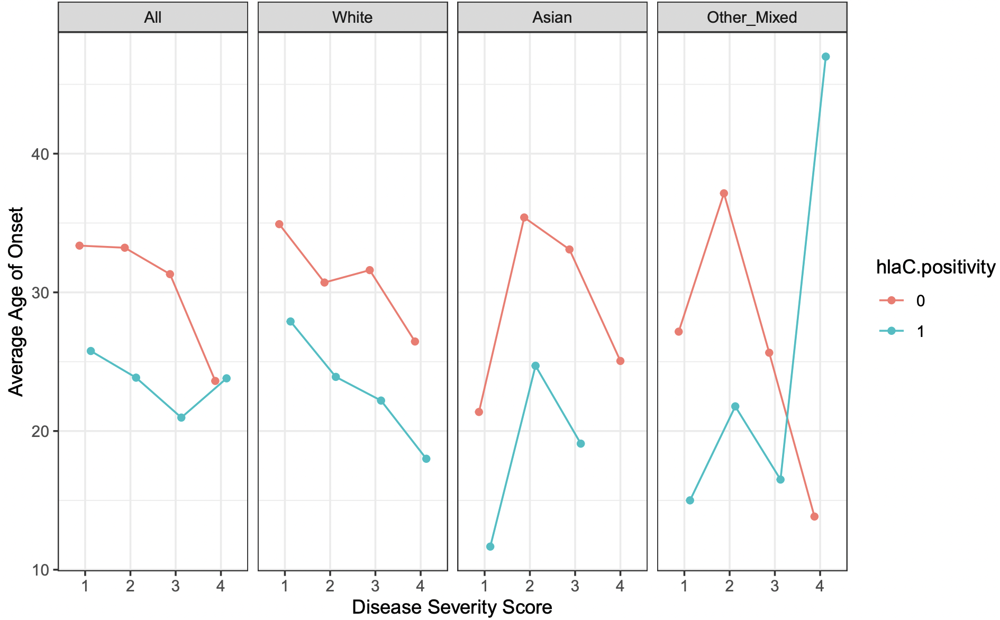 All White Asian Other_Mixed
Average Age of Onset
40
30
20
10
1 2 3 4 1 2 3 4 1 2 3 4 1 2 3 4
Disease Severity Score
hlaC.positivity
0
1